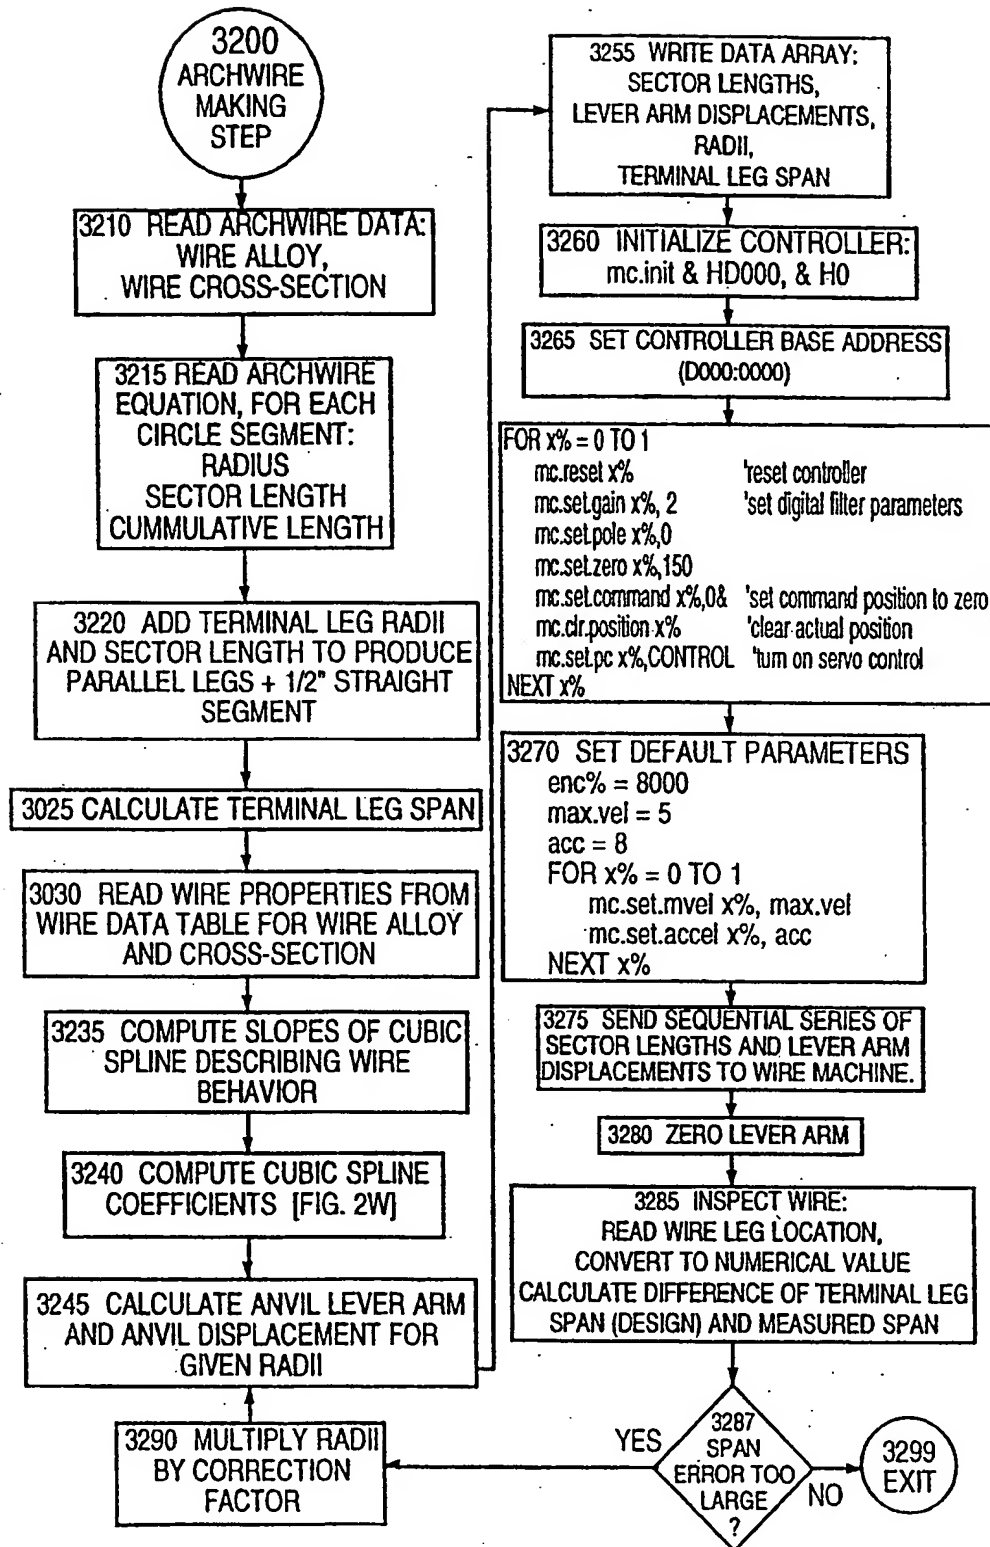 3200
ARCHWIRE
MAKING
STEP
3210 READ ARCHWIRE DATA:
WIRE ALLOY,
WIRE CROSS-SECTION
3215 READ ARCHWIRE
EQUATION, FOR EACH
CIRCLE SEGMENT:
RADIUS
SECTOR LENGTH
CUMMULATIVE LENGTH
3220 ADD TERMINAL LEG RADII
AND SECTOR LENGTH TO PRODUCE
PARALLEL LEGS + 1/2" STRAIGHT
SEGMENT
3025 CALCULATE TERMINAL LEG SPAN
3030 READ WIRE PROPERTIES FROM
WIRE DATA TABLE FOR WIRE ALLOY
AND CROSS-SECTION
3235 COMPUTE SLOPES OF CUBIC
SPLINE DESCRIBING WIRE
BEHAVIOR
3240 COMPUTE CUBIC SPLINE
COEFFICIENTS [FIG. 2W]
3245 CALCULATE ANVIL LEVER ARM
AND ANVIL DISPLACEMENT FOR
GIVEN RADII
3290 MULTIPLY RADII
BY CORRECTION
FACTOR
3255 WRITE DATA ARRAY:
SECTOR LENGTHS,
LEVER ARM DISPLACEMENTS,
RADII,
TERMINAL LEG SPAN
3260 INITIALIZE CONTROLLER:
mc.init & HD000, & H0
3265 SET CONTROLLER BASE ADDRESS
(D000:0000)
FOR x% = 0 TO 1
mc.reset x% 'reset controller
mc.set.gain x%, 2 'set digital filter parameters
mc.set.pole x%,0
mc.set.zero x%,150
mc.set.command x%,0& 'set command position to zero
mc.clr.position x% 'clear actual position
mc.set.pc x%,CONTROL 'turn on servo control
NEXT x%
3270 SET DEFAULT PARAMETERS
enc% = 8000
max.vel = 5
acc = 8
FOR x% = 0 TO 1
mc.set.mvel x%, max.vel
mc.set.accel x%, acc
NEXT x%
3275 SEND SEQUENTIAL SERIES OF
SECTOR LENGTHS AND LEVER ARM
DISPLACEMENTS TO WIRE MACHINE.
3280 ZERO LEVER ARM
3285 INSPECT WIRE:
READ WIRE LEG LOCATION,
CONVERT TO NUMERICAL VALUE
CALCULATE DIFFERENCE OF TERMINAL LEG
SPAN (DESIGN) AND MEASURED SPAN
3287
SPAN
ERROR TOO
LARGE
?
YES
NO
3299
EXIT